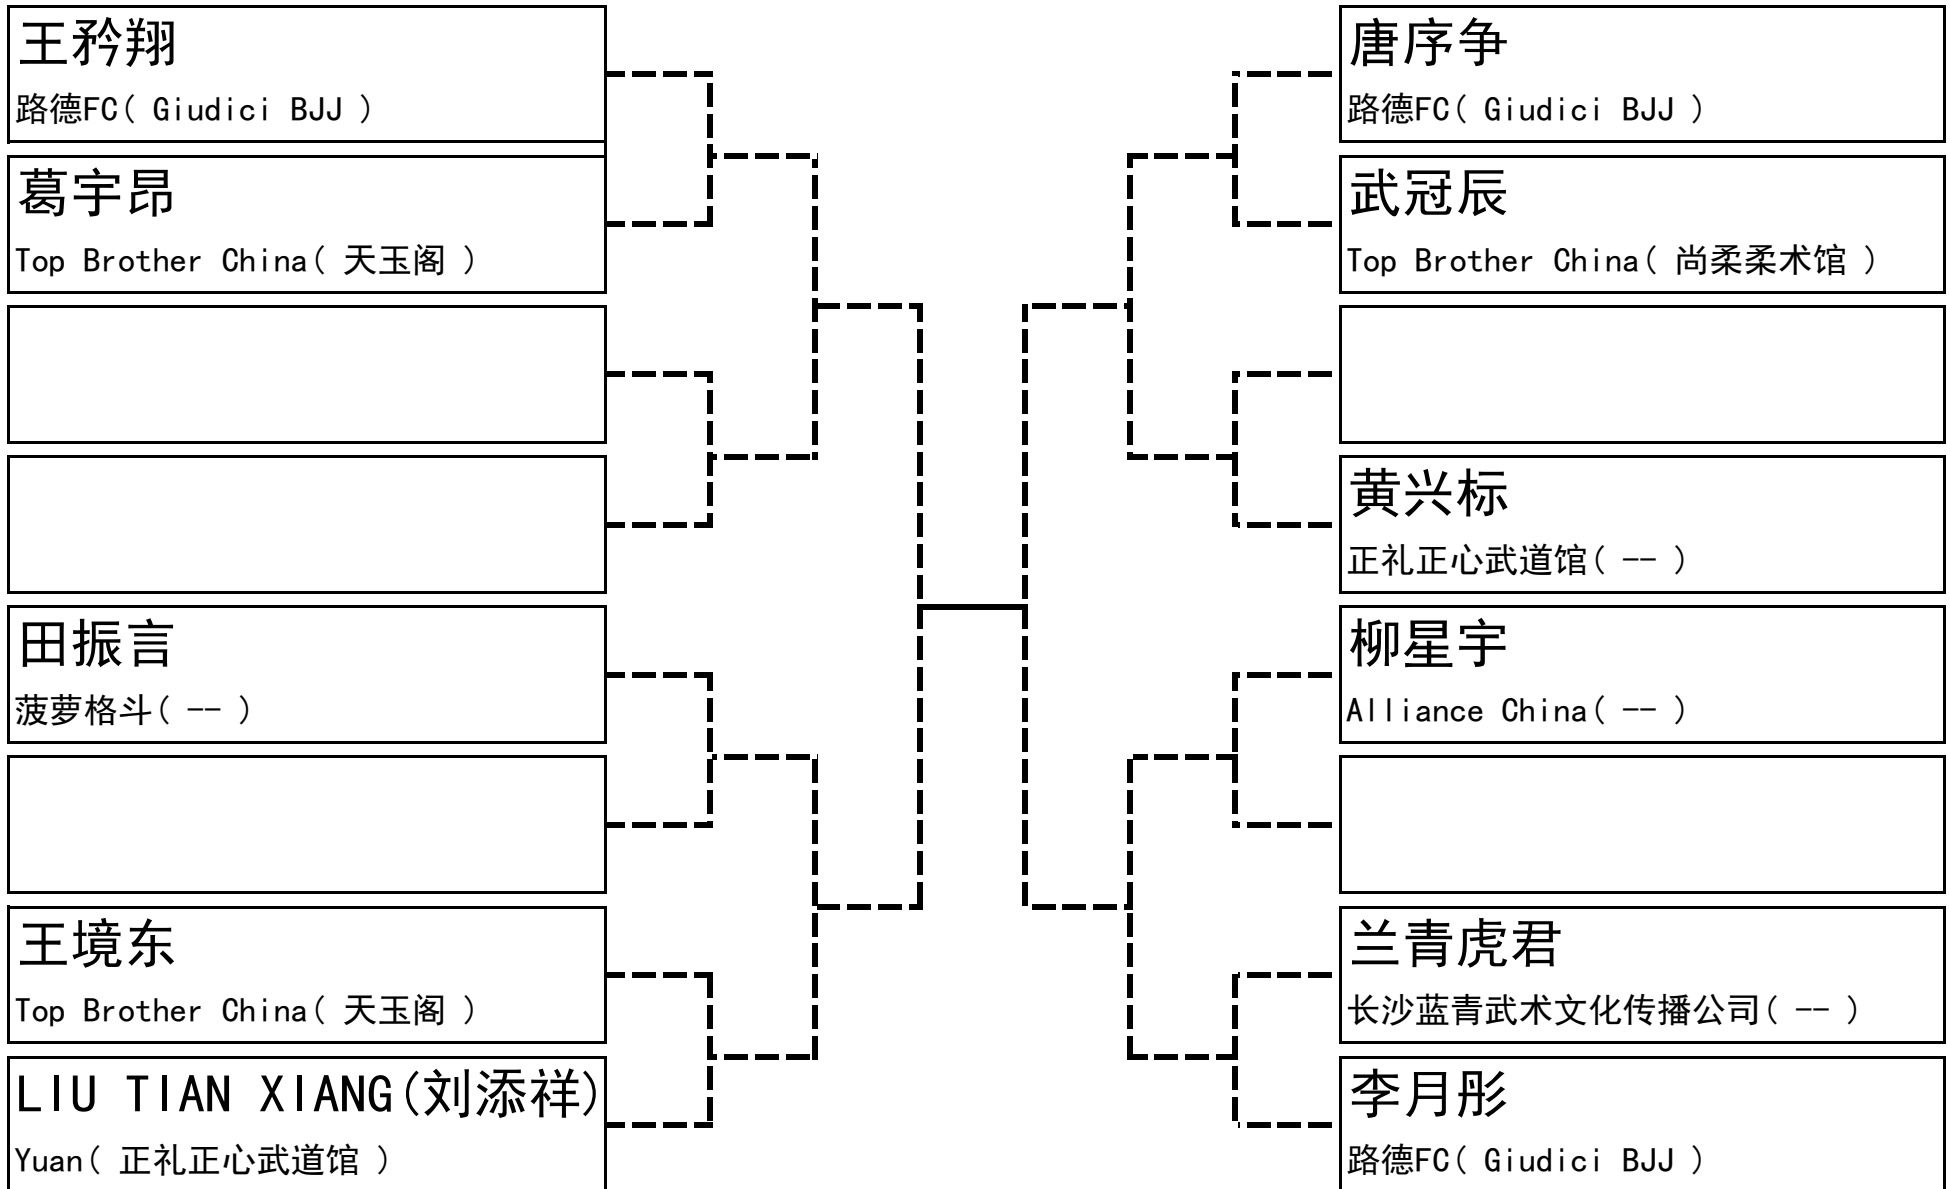 王矜翔
路德FC( Giudici BJJ )
葛宇昂
Top Brother China( 天玉阁 )
田振言
菠萝格斗( -- )
王境东
Top Brother China( 天玉阁 )
LIU TIAN XIANG(刘添祥)
Yuan( 正礼正心武道馆 )
唐序争
路德FC( Giudici BJJ )
武冠辰
Top Brother China( 尚柔柔术馆 )
黄兴标
正礼正心武道馆( -- )
柳星宇
Alliance China( -- )
兰青虎君
长沙蓝青武术文化传播公司( -- )
李月彤
路德FC( Giudici BJJ )